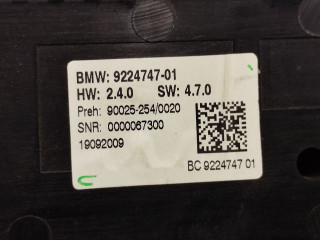 BMW: 9224747-01
HW: 2.4.0 SW: 4.7.0
Preh: 90025-254/0020
SNR: 0000067300
19092009
BC 9224747 01